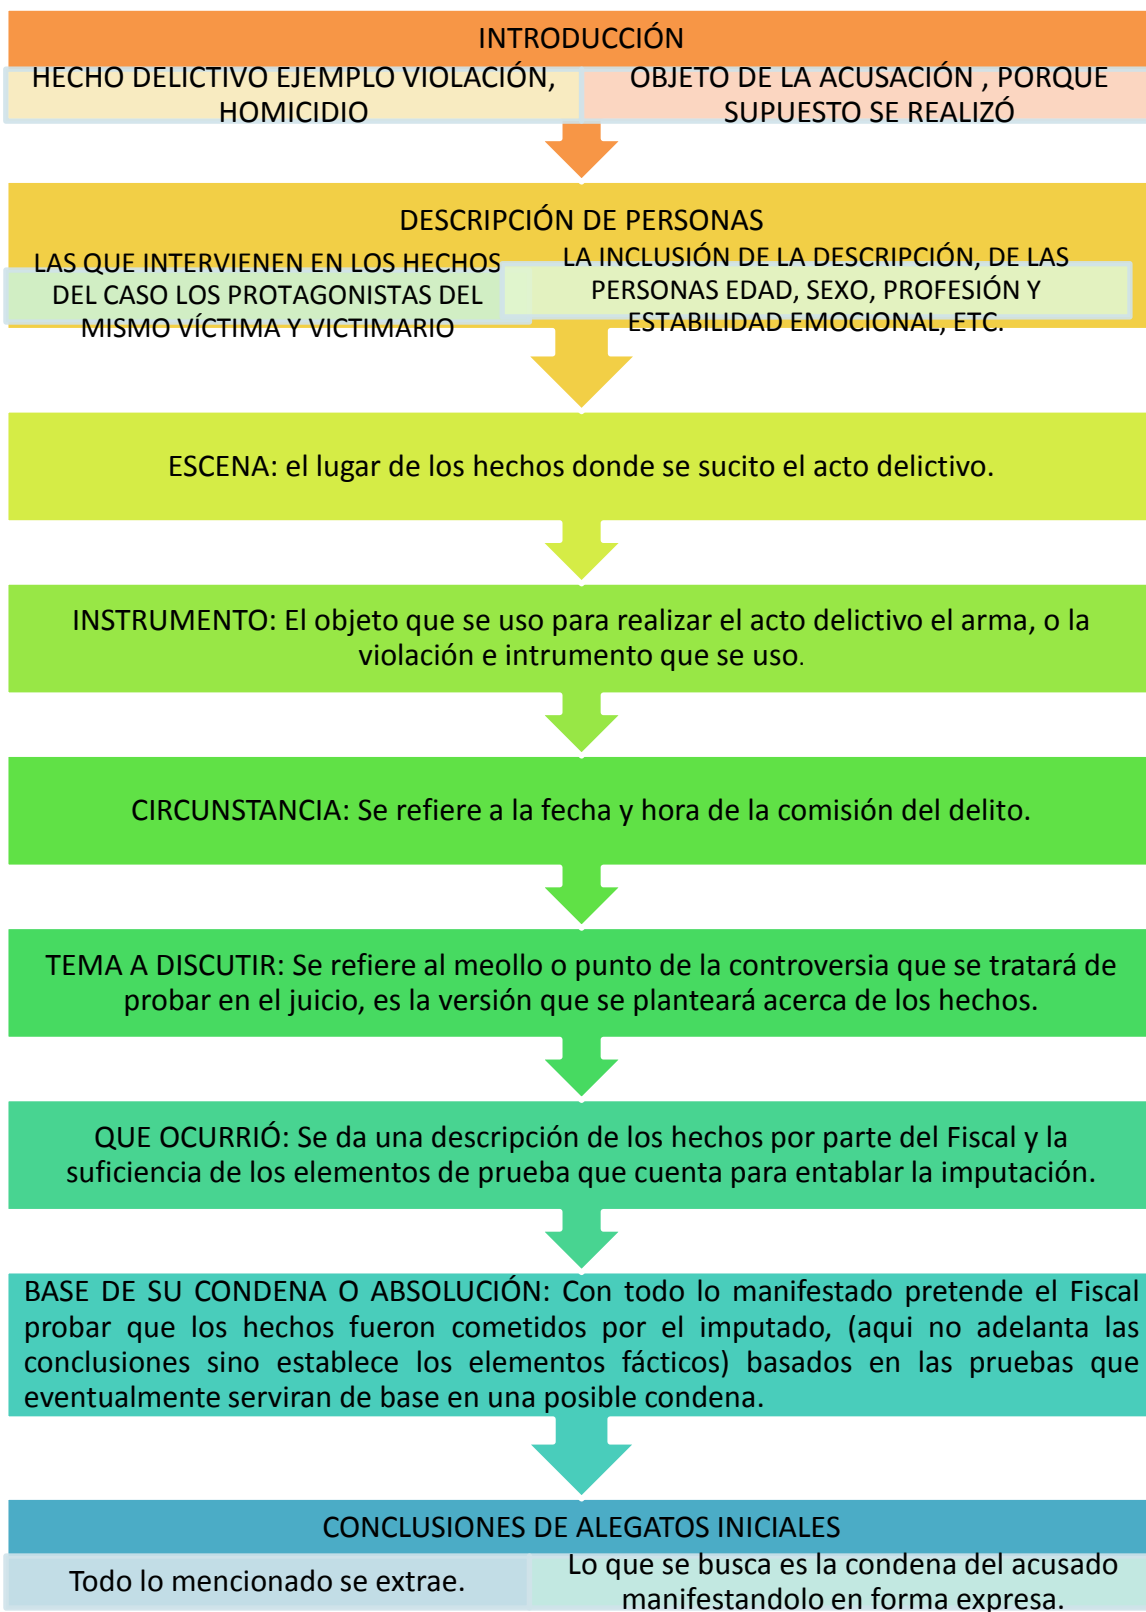 INTRODUCCIÓN
HECHO DELICTIVO EJEMPLO VIOLACIÓN,
HOMICIDIO
OBJETO DE LA ACUSACIÓN , PORQUE
SUPUESTO SE REALIZÓ
DESCRIPCIÓN DE PERSONAS
LAS QUE INTERVIENEN EN LOS HECHOS
DEL CASO LOS PROTAGONISTAS DEL
MISMO VÍCTIMA Y VICTIMARIO
LA INCLUSIÓN DE LA DESCRIPCIÓN, DE LAS
PERSONAS EDAD, SEXO, PROFESIÓN Y
ESTABILIDAD EMOCIONAL, ETC.
ESCENA: el lugar de los hechos donde se sucito el acto delictivo.
INSTRUMENTO: El objeto que se uso para realizar el acto delictivo el arma, o la
violación e intrumento que se uso.
CIRCUNSTANCIA: Se refiere a la fecha y hora de la comisión del delito.
TEMA A DISCUTIR: Se refiere al meollo o punto de la controversia que se tratará de
probar en el juicio, es la versión que se planteará acerca de los hechos.
QUE OCURRIÓ: Se da una descripción de los hechos por parte del Fiscal y la
suficiencia de los elementos de prueba que cuenta para entablar la imputación.
BASE DE SU CONDENA O ABSOLUCIÓN: Con todo lo manifestado pretende el Fiscal
probar que los hechos fueron cometidos por el imputado, (aqui no adelanta las
conclusiones sino establece los elementos fácticos) basados en las pruebas que
eventualmente serviran de base en una posible condena.
CONCLUSIONES DE ALEGATOS INICIALES
Todo lo mencionado se extrae.
Lo que se busca es la condena del acusado
manifestandolo en forma expresa.